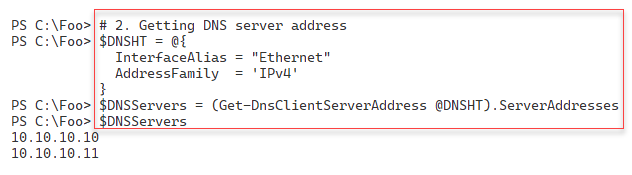 PS C:\Foo> # 2. Getting DNS server address
PS C:\Foo> $DNSHT = @{
  InterfaceAlias = "Ethernet"
  AddressFamily  = 'IPv4'
}
PS C:\Foo> $DNSServers = (Get-DnsClientServerAddress @DNSHT).ServerAddresses
PS C:\Foo> $DNSServers
10.10.10.10
10.10.10.11